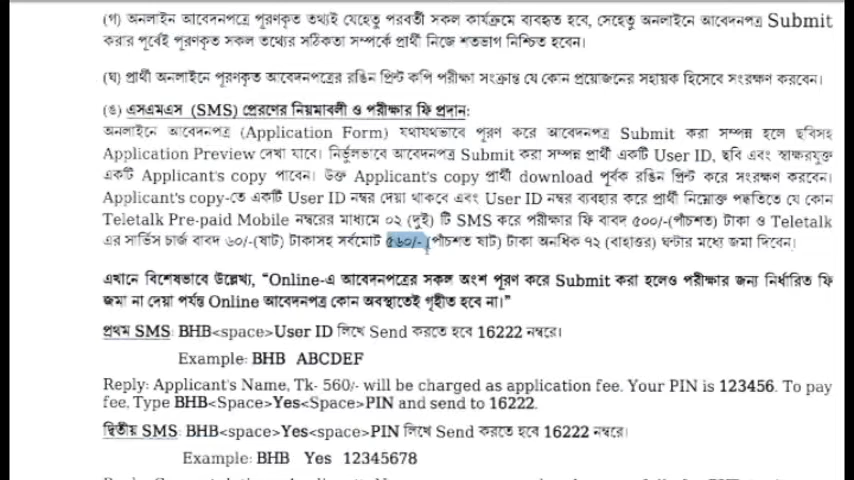 (গ) অনলাইন আবেদনপত্রে পূরণকৃত তথ্যই যেহেতু পরবর্তী সকল কার্যক্রমে ব্যবহৃত হবে, সেহেতু অনলাইনে আবেদনপত্র Submit
করার পূর্বেই পূরণকৃত সকল তথ্যের সঠিকতা সম্পর্কে প্রার্থী নিজে শতভাগ নিশ্চিত হবেন।
(ঘ) প্রার্থী অনলাইনে পূরণকৃত আবেদনপত্রের রঙিন প্রিন্ট কপি পরীক্ষা সংক্রান্ত যে কোন প্রয়োজনের সহায়ক হিসেবে সংরক্ষণ করবেন।
(ঙ) এসএমএস (SMS) প্রেরণের নিয়মাবলী ও পরীক্ষার ফি প্রদান:
অনলাইনে আবেদনপত্র (Application Form) যথাযথভাবে পূরণ করে আবেদনপত্র Submit করা সম্পন্ন হলে ছবিসহ
Application Preview দেখা যাবে। নির্ভুলভাবে আবেদনপত্র Submit করা সম্পন্ন প্রার্থী একটি User ID, ছবি এবং স্বাক্ষরযুক্ত
একটি Applicant's copy পাবেন। উক্ত Applicant's copy প্রার্থী download পূর্বক রঙিন প্রিন্ট করে সংরক্ষণ করবেন।
Applicant's copy-তে একটি User ID নম্বর দেয়া থাকবে এবং User ID নম্বর ব্যবহার করে প্রার্থী নিম্নোক্ত পদ্ধতিতে যে কোন
Teletalk Pre-paid Mobile নম্বরের মাধ্যমে ০২ (দুই) টি SMS করে পরীক্ষার ফি বাবদ ৫০০/-(পাঁচশত) টাকা ও Teletalk
এর সার্ভিস চার্জ বাবদ ৬০/-(ষাট) টাকাসহ সর্বমোট ৫৬০/- (পাঁচশত ষাট) টাকা অনধিক ৭২ (বাহাত্তর) ঘন্টার মধ্যে জমা দিবেন।
এখানে বিশেষভাবে উল্লেখ্য, “Online-এ আবেদনপত্রের সকল অংশ পূরণ করে Submit করা হলেও পরীক্ষার জন্য নির্ধারিত ফি
জমা না দেয়া পর্যন্ত Online আবেদনপত্র কোন অবস্থাতেই গৃহীত হবে না।”
প্রথম SMS: BHB<space>User ID লিখে Send করতে হবে 16222 নম্বরে।
Example: BHB ABCDEF
Reply: Applicant's Name, Tk- 560/- will be charged as application fee. Your PIN is 123456. To pay
fee, Type BHB<Space>Yes<Space>PIN and send to 16222.
দ্বিতীয় SMS: BHB<space>Yes<space>PIN লিখে Send করতে হবে 16222 নম্বরে।
Example: BHB Yes 12345678